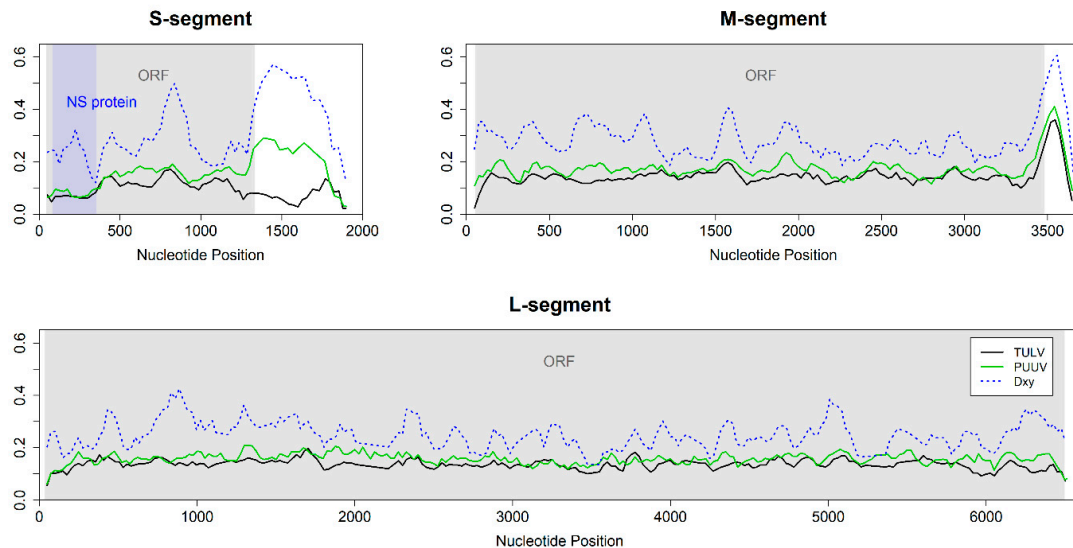 S-segment
0.6
0.4
0.2
0.0
ORF
NS protein
0 500 1000 1500 2000
Nucleotide Position
M-segment
0.6
0.4
0.2
0.0
ORF
0 500 1000 1500 2000 2500 3000 3500
Nucleotide Position
L-segment
0.6
0.4
0.2
0.0
ORF
TULV
PUUV
Dxy
0 1000 2000 3000 4000 5000 6000
Nucleotide Position